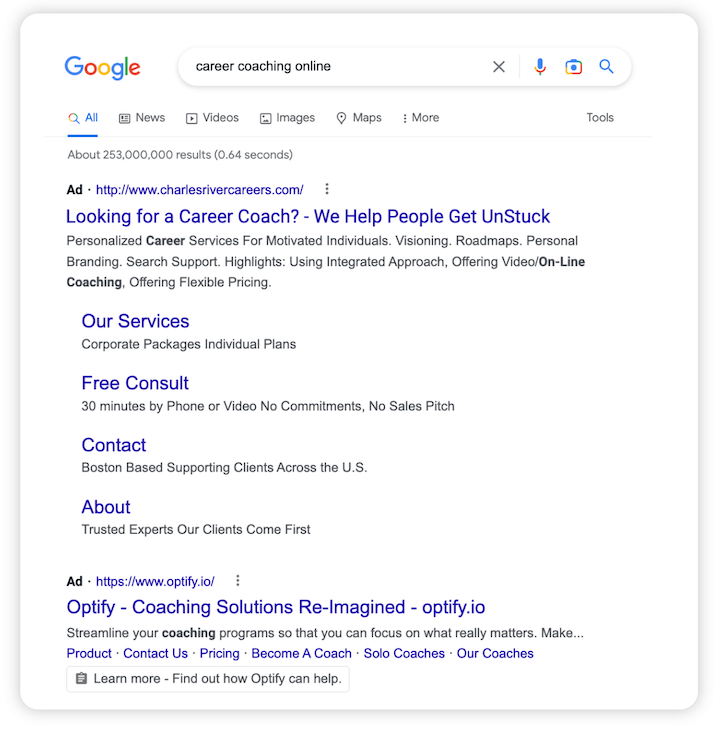 Google
career coaching online
All News Videos Images Maps More Tools
About 253,000,000 results (0.64 seconds)
Ad · http://www.charlesrivercareers.com/
Looking for a Career Coach? - We Help People Get UnStuck
Personalized Career Services For Motivated Individuals. Visioning. Roadmaps. Personal
Branding. Search Support. Highlights: Using Integrated Approach, Offering Video/On-Line
Coaching, Offering Flexible Pricing.
Our Services
Corporate Packages Individual Plans
Free Consult
30 minutes by Phone or Video No Commitments, No Sales Pitch
Contact
Boston Based Supporting Clients Across the U.S.
About
Trusted Experts Our Clients Come First
Ad · https://www.optify.io/
Optify - Coaching Solutions Re-Imagined - optify.io
Streamline your coaching programs so that you can focus on what really matters. Make...
Product · Contact Us · Pricing · Become A Coach · Solo Coaches · Our Coaches
Learn more - Find out how Optify can help.